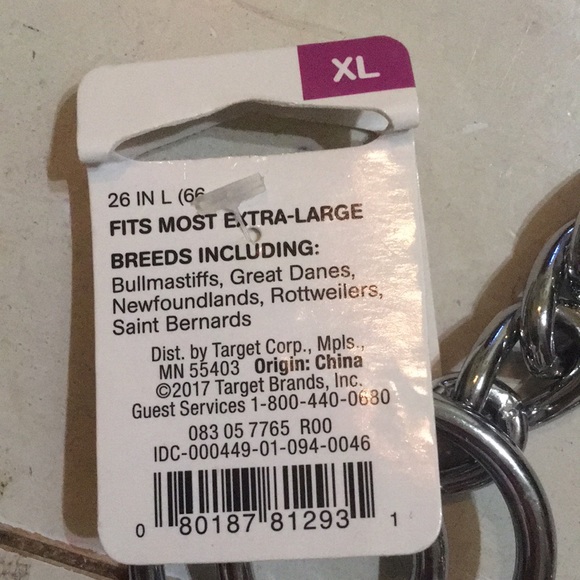 XL
26 IN L (66
FITS MOST EXTRA-LARGE
BREEDS INCLUDING:
Bullmastiffs, Great Danes,
Newfoundlands, Rottweilers,
Saint Bernards
Dist. by Target Corp., Mpls.,
MN 55403 Origin: China
©2017 Target Brands, Inc.
Guest Services 1-800-440-0680
083 05 7765 R00
IDC-000449-01-094-0046
0 80187 81293 1